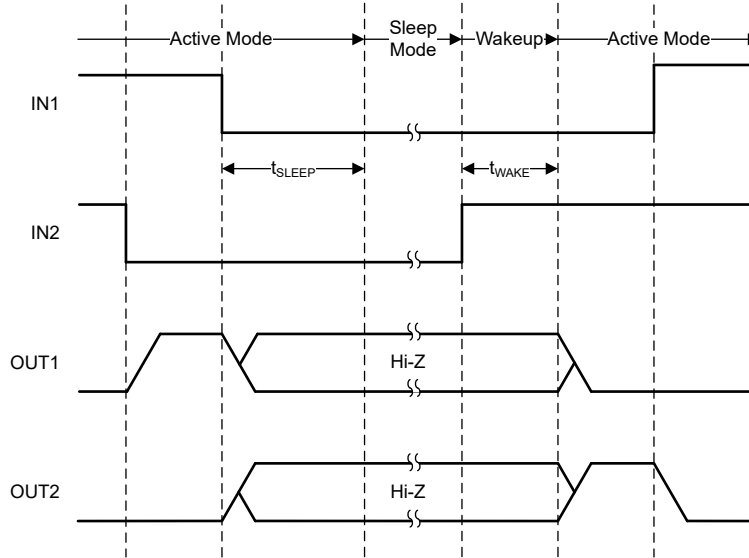 Active Mode
Sleep
Mode
Wakeup
Active Mode
IN1
tSLEEP
tWAKE
IN2
OUT1
Hi-Z
OUT2
Hi-Z